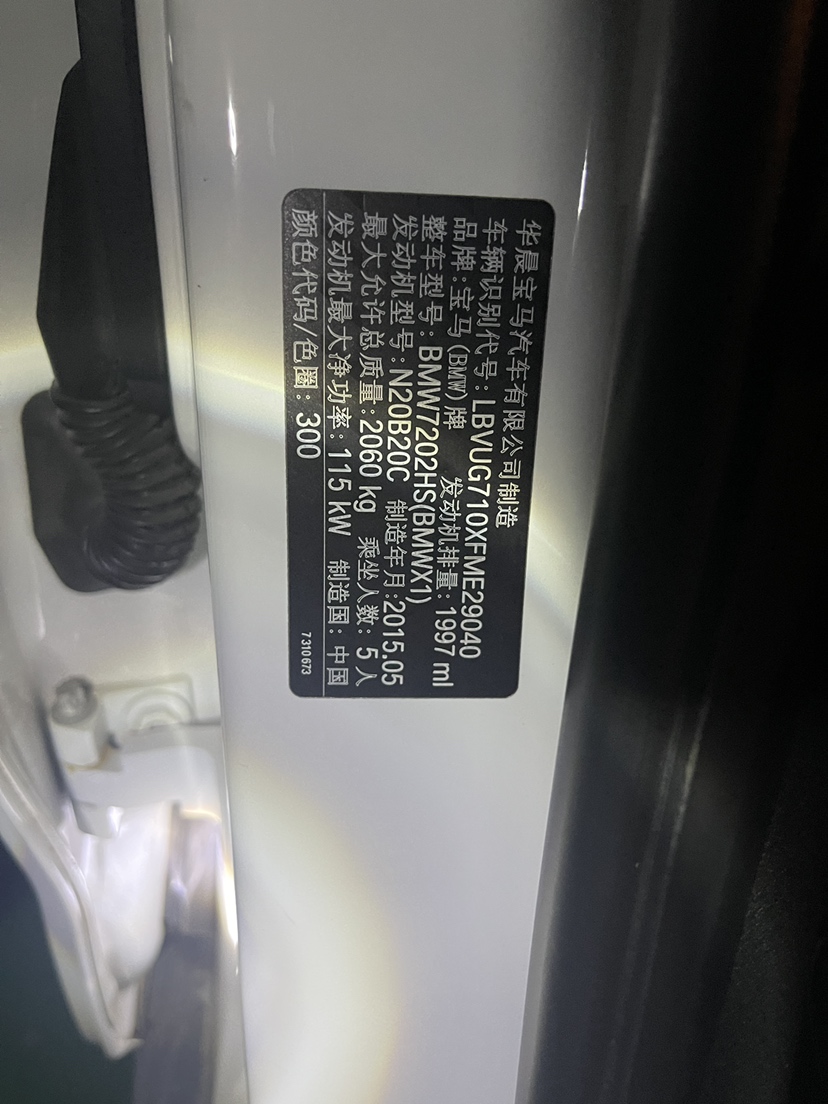 华晨宝马汽车有限公司制造
车辆识别代号: LBVUG710XFME29040
品牌:宝马(BMW)牌 发动机排量: 1997 ml
整车型号: BMW7202HS(BMWX1)
发动机型号: N20B20C 制造年月:2015.05
最大允许总质量: 2060 kg 乘坐人数: 5 人
发动机最大净功率: 115 kW 制造国: 中国
颜色代码/色圈: 300 7 310 673